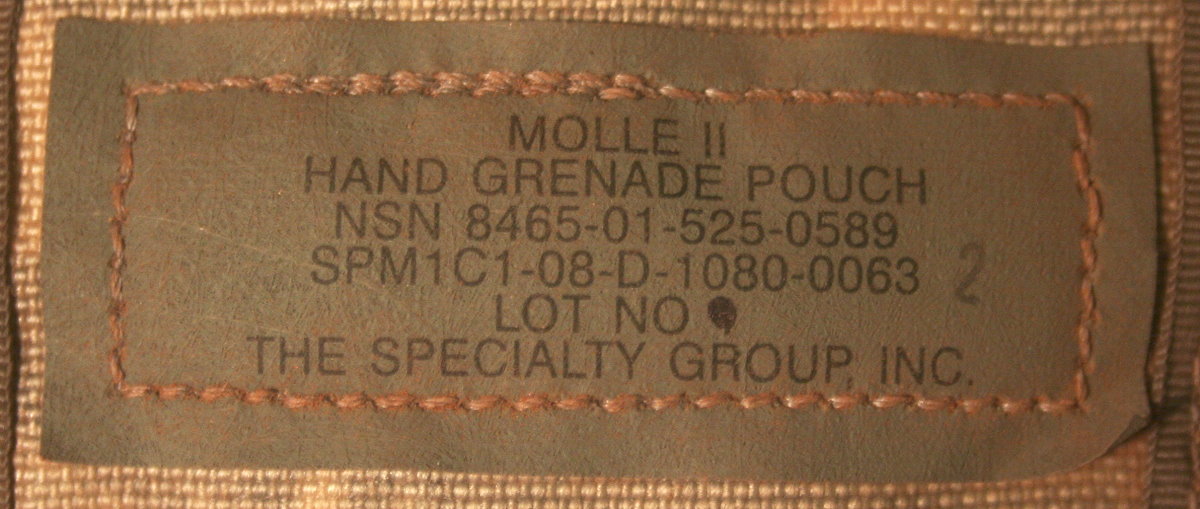 MOLLE II
HAND GRENADE POUCH
NSN 8465-01-525-0589
SPM1C1-08-D-1080-0063 2
LOT NO
THE SPECIALTY GROUP, INC.